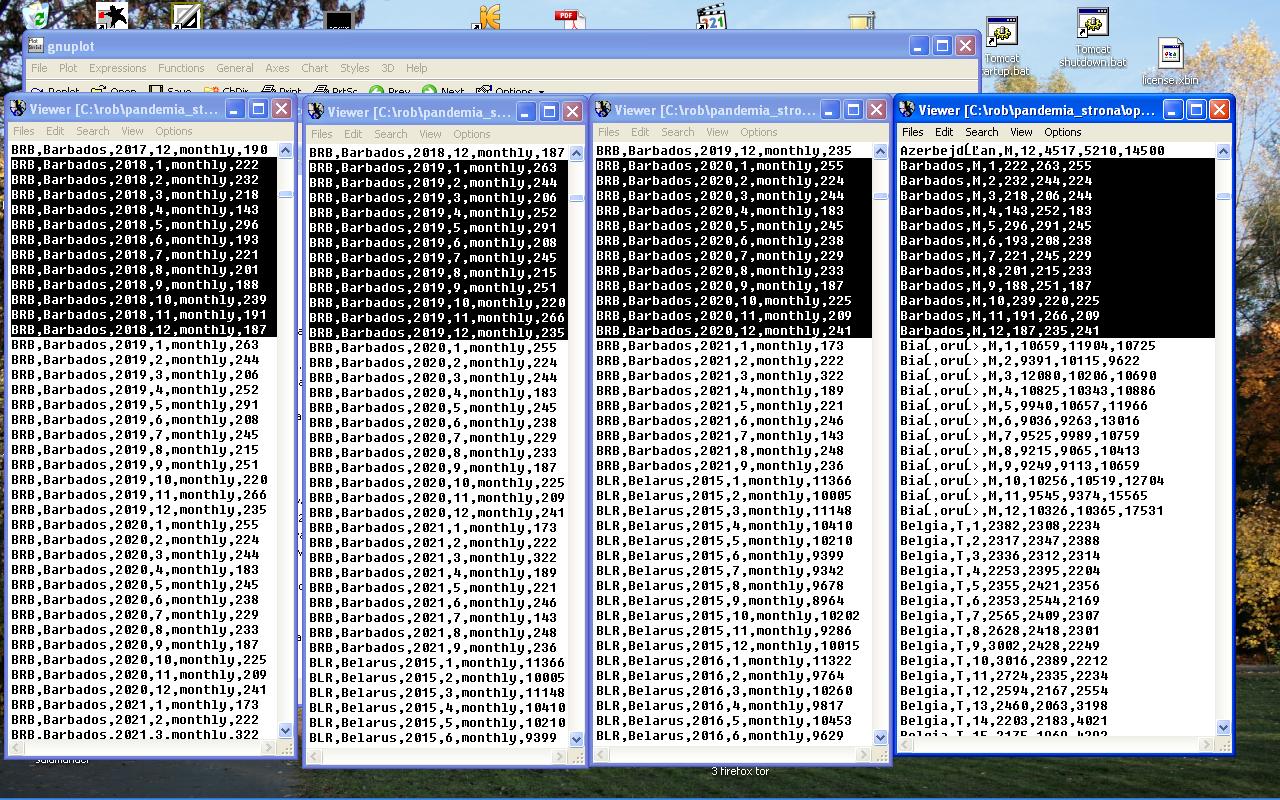 gnuplot
File Plot Expressions Functions General Axes Chart Styles 3D Help
Replot Open Save ChDir Print PrtSc Prev Next Options
Tomcat
startup.bat
Tomcat
shutdown.bat
license.xbin
Viewer [C:\rob\pandemia_st...
Files Edit Search View Options
BRB,Barbados,2017,12,monthly,190
BRB,Barbados,2018,1,monthly,222
BRB,Barbados,2018,2,monthly,232
BRB,Barbados,2018,3,monthly,218
BRB,Barbados,2018,4,monthly,143
BRB,Barbados,2018,5,monthly,296
BRB,Barbados,2018,6,monthly,193
BRB,Barbados,2018,7,monthly,221
BRB,Barbados,2018,8,monthly,201
BRB,Barbados,2018,9,monthly,188
BRB,Barbados,2018,10,monthly,239
BRB,Barbados,2018,11,monthly,191
BRB,Barbados,2018,12,monthly,187
BRB,Barbados,2019,1,monthly,263
BRB,Barbados,2019,2,monthly,244
BRB,Barbados,2019,3,monthly,206
BRB,Barbados,2019,4,monthly,252
BRB,Barbados,2019,5,monthly,291
BRB,Barbados,2019,6,monthly,208
BRB,Barbados,2019,7,monthly,245
BRB,Barbados,2019,8,monthly,215
BRB,Barbados,2019,9,monthly,251
BRB,Barbados,2019,10,monthly,220
BRB,Barbados,2019,11,monthly,266
BRB,Barbados,2019,12,monthly,235
BRB,Barbados,2020,1,monthly,255
BRB,Barbados,2020,2,monthly,224
BRB,Barbados,2020,3,monthly,244
BRB,Barbados,2020,4,monthly,183
BRB,Barbados,2020,5,monthly,245
BRB,Barbados,2020,6,monthly,238
BRB,Barbados,2020,7,monthly,229
BRB,Barbados,2020,8,monthly,233
BRB,Barbados,2020,9,monthly,187
BRB,Barbados,2020,10,monthly,225
BRB,Barbados,2020,11,monthly,209
BRB,Barbados,2020,12,monthly,241
BRB,Barbados,2021,1,monthly,173
BRB,Barbados,2021,2,monthly,222
BRB,Barbados,2021,3,monthly,322
Viewer [C:\rob\pandemia_s...
Files Edit Search View Options
BRB,Barbados,2018,12,monthly,187
BRB,Barbados,2019,1,monthly,263
BRB,Barbados,2019,2,monthly,244
BRB,Barbados,2019,3,monthly,206
BRB,Barbados,2019,4,monthly,252
BRB,Barbados,2019,5,monthly,291
BRB,Barbados,2019,6,monthly,208
BRB,Barbados,2019,7,monthly,245
BRB,Barbados,2019,8,monthly,215
BRB,Barbados,2019,9,monthly,251
BRB,Barbados,2019,10,monthly,220
BRB,Barbados,2019,11,monthly,266
BRB,Barbados,2019,12,monthly,235
BRB,Barbados,2020,1,monthly,255
BRB,Barbados,2020,2,monthly,224
BRB,Barbados,2020,3,monthly,244
BRB,Barbados,2020,4,monthly,183
BRB,Barbados,2020,5,monthly,245
BRB,Barbados,2020,6,monthly,238
BRB,Barbados,2020,7,monthly,229
BRB,Barbados,2020,8,monthly,233
BRB,Barbados,2020,9,monthly,187
BRB,Barbados,2020,10,monthly,225
BRB,Barbados,2020,11,monthly,209
BRB,Barbados,2020,12,monthly,241
BRB,Barbados,2021,1,monthly,173
BRB,Barbados,2021,2,monthly,222
BRB,Barbados,2021,3,monthly,322
BRB,Barbados,2021,4,monthly,189
BRB,Barbados,2021,5,monthly,221
BRB,Barbados,2021,6,monthly,246
BRB,Barbados,2021,7,monthly,143
BRB,Barbados,2021,8,monthly,248
BRB,Barbados,2021,9,monthly,236
BLR,Belarus,2015,1,monthly,11366
BLR,Belarus,2015,2,monthly,10005
BLR,Belarus,2015,3,monthly,11148
BLR,Belarus,2015,4,monthly,10410
BLR,Belarus,2015,5,monthly,10210
BLR,Belarus,2015,6,monthly,9399
Viewer [C:\rob\pandemia_stro...
Files Edit Search View Options
BRB,Barbados,2019,12,monthly,235
BRB,Barbados,2020,1,monthly,255
BRB,Barbados,2020,2,monthly,224
BRB,Barbados,2020,3,monthly,244
BRB,Barbados,2020,4,monthly,183
BRB,Barbados,2020,5,monthly,245
BRB,Barbados,2020,6,monthly,238
BRB,Barbados,2020,7,monthly,229
BRB,Barbados,2020,8,monthly,233
BRB,Barbados,2020,9,monthly,187
BRB,Barbados,2020,10,monthly,225
BRB,Barbados,2020,11,monthly,209
BRB,Barbados,2020,12,monthly,241
BRB,Barbados,2021,1,monthly,173
BRB,Barbados,2021,2,monthly,222
BRB,Barbados,2021,3,monthly,322
BRB,Barbados,2021,4,monthly,189
BRB,Barbados,2021,5,monthly,221
BRB,Barbados,2021,6,monthly,246
BRB,Barbados,2021,7,monthly,143
BRB,Barbados,2021,8,monthly,248
BRB,Barbados,2021,9,monthly,236
BLR,Belarus,2015,1,monthly,11366
BLR,Belarus,2015,2,monthly,10005
BLR,Belarus,2015,3,monthly,11148
BLR,Belarus,2015,4,monthly,10410
BLR,Belarus,2015,5,monthly,10210
BLR,Belarus,2015,6,monthly,9399
BLR,Belarus,2015,7,monthly,9342
BLR,Belarus,2015,8,monthly,9678
BLR,Belarus,2015,9,monthly,8964
BLR,Belarus,2015,10,monthly,10202
BLR,Belarus,2015,11,monthly,9286
BLR,Belarus,2015,12,monthly,10015
BLR,Belarus,2016,1,monthly,11322
BLR,Belarus,2016,2,monthly,9764
BLR,Belarus,2016,3,monthly,10260
BLR,Belarus,2016,4,monthly,9817
BLR,Belarus,2016,5,monthly,10453
BLR,Belarus,2016,6,monthly,9629
Viewer [C:\rob\pandemia_strona\op...
Files Edit Search View Options
AzerbejdĽan,M,12,4517,5210,14500
Barbados,M,1,222,263,255
Barbados,M,2,232,244,224
Barbados,M,3,218,206,244
Barbados,M,4,143,252,183
Barbados,M,5,296,291,245
Barbados,M,6,193,208,238
Barbados,M,7,221,245,229
Barbados,M,8,201,215,233
Barbados,M,9,188,251,187
Barbados,M,10,239,220,225
Barbados,M,11,191,266,209
Barbados,M,12,187,235,241
BiaĹ‚oruĹ›,M,1,10659,11904,10725
BiaĹ‚oruĹ›,M,2,9391,10115,9622
BiaĹ‚oruĹ›,M,3,12080,10206,10690
BiaĹ‚oruĹ›,M,4,10825,10343,10886
BiaĹ‚oruĹ›,M,5,9940,10657,11966
BiaĹ‚oruĹ›,M,6,9036,9263,13016
BiaĹ‚oruĹ›,M,7,9525,9989,10759
BiaĹ‚oruĹ›,M,8,9215,9065,10413
BiaĹ‚oruĹ›,M,9,9249,9113,10659
BiaĹ‚oruĹ›,M,10,10256,10519,12704
BiaĹ‚oruĹ›,M,11,9545,9374,15565
BiaĹ‚oruĹ›,M,12,10326,10365,17531
Belgia,T,1,2382,2308,2234
Belgia,T,2,2317,2347,2388
Belgia,T,3,2336,2312,2314
Belgia,T,4,2253,2395,2204
Belgia,T,5,2355,2421,2356
Belgia,T,6,2353,2544,2169
Belgia,T,7,2565,2409,2307
Belgia,T,8,2628,2418,2301
Belgia,T,9,3002,2428,2249
Belgia,T,10,3016,2389,2212
Belgia,T,11,2724,2335,2234
Belgia,T,12,2594,2167,2554
Belgia,T,13,2460,2063,3198
Belgia,T,14,2203,2183,4021
salamander
3 firefox tor